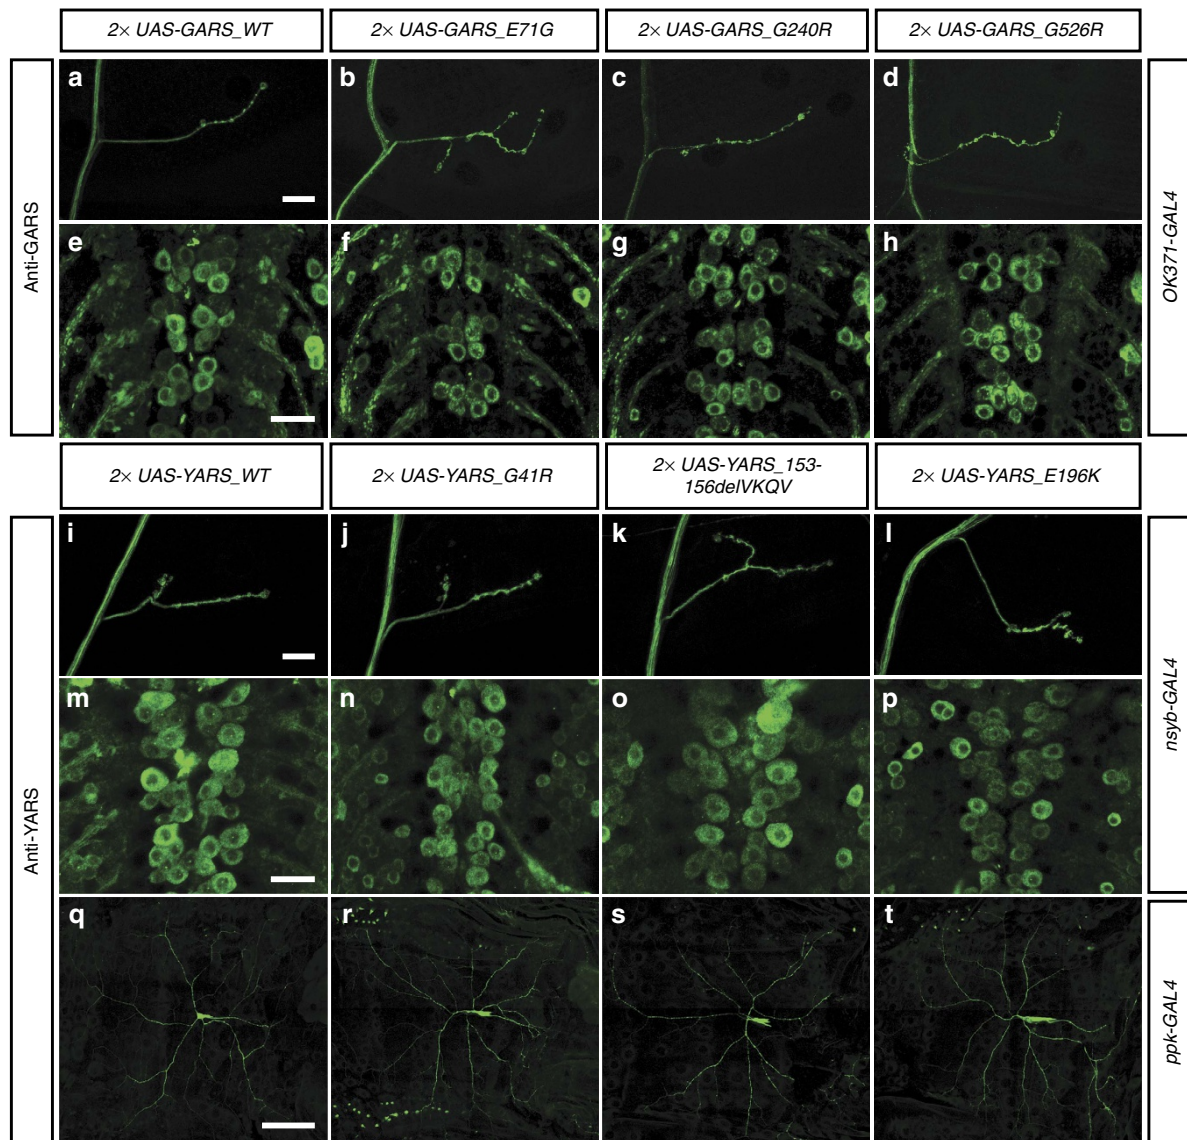 2× UAS-GARS_WT
2× UAS-GARS_E71G
2× UAS-GARS_G240R
2× UAS-GARS_G526R
Anti-GARS
a
b
c
d
e
f
g
h
OK371-GAL4
2× UAS-YARS_WT
2× UAS-YARS_G41R
2× UAS-YARS_153-
156delVKQV
2× UAS-YARS_E196K
Anti-YARS
i
j
k
l
m
n
o
p
nsyb-GAL4
q
r
s
t
ppk-GAL4